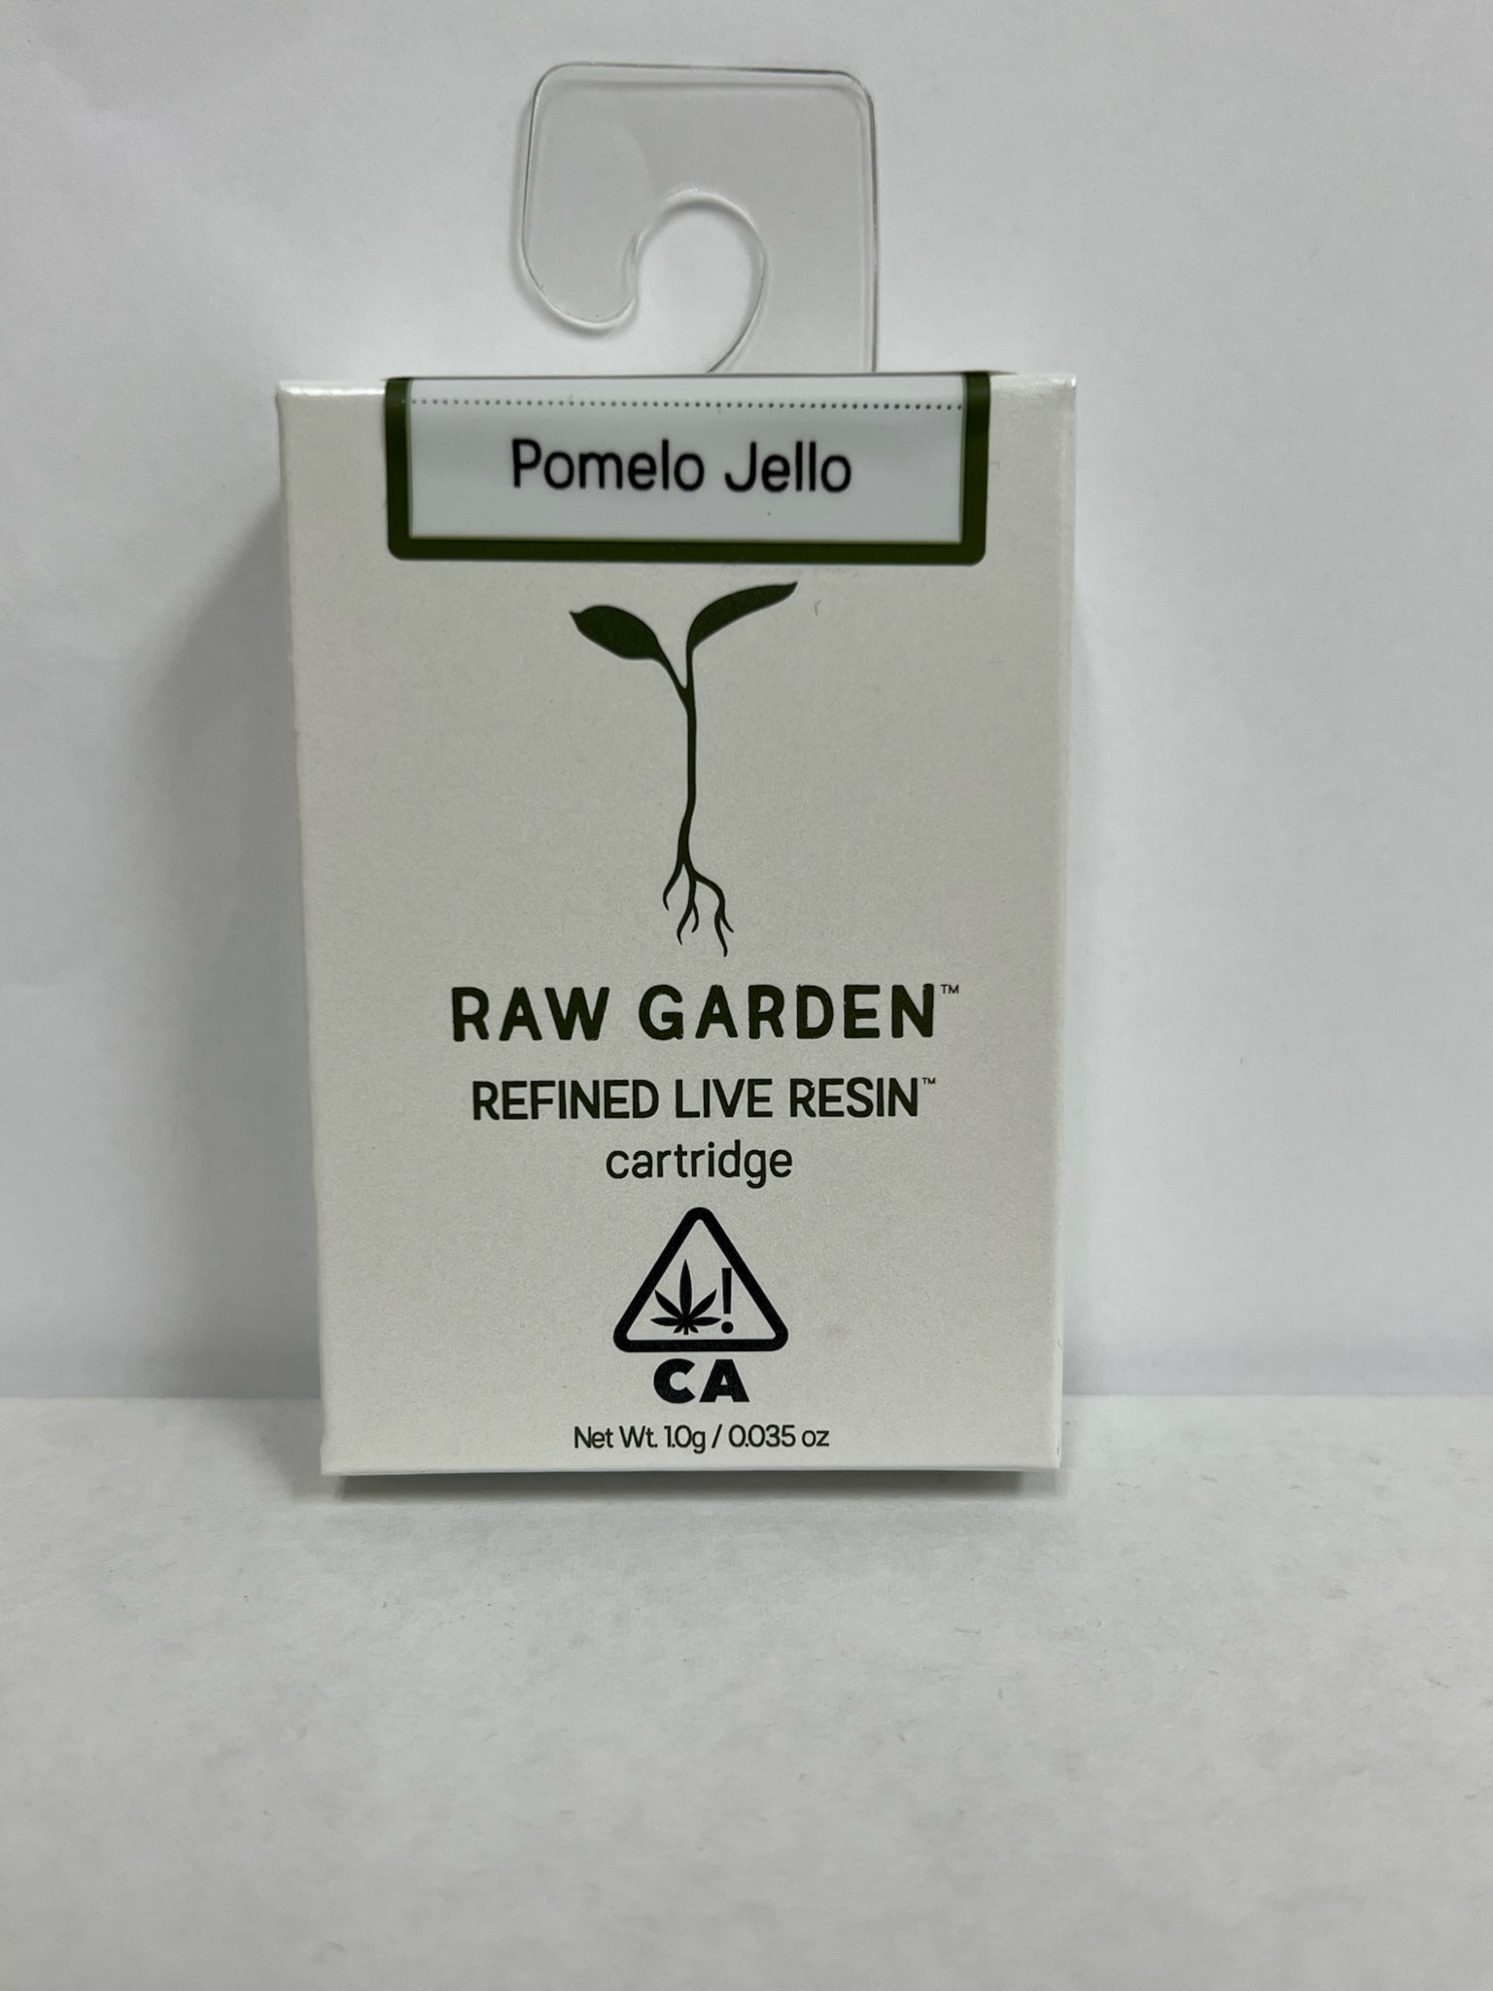 Pomelo Jello
RAW GARDEN™
REFINED LIVE RESIN™
cartridge
CA
Net Wt. 1.0g / 0.035 oz